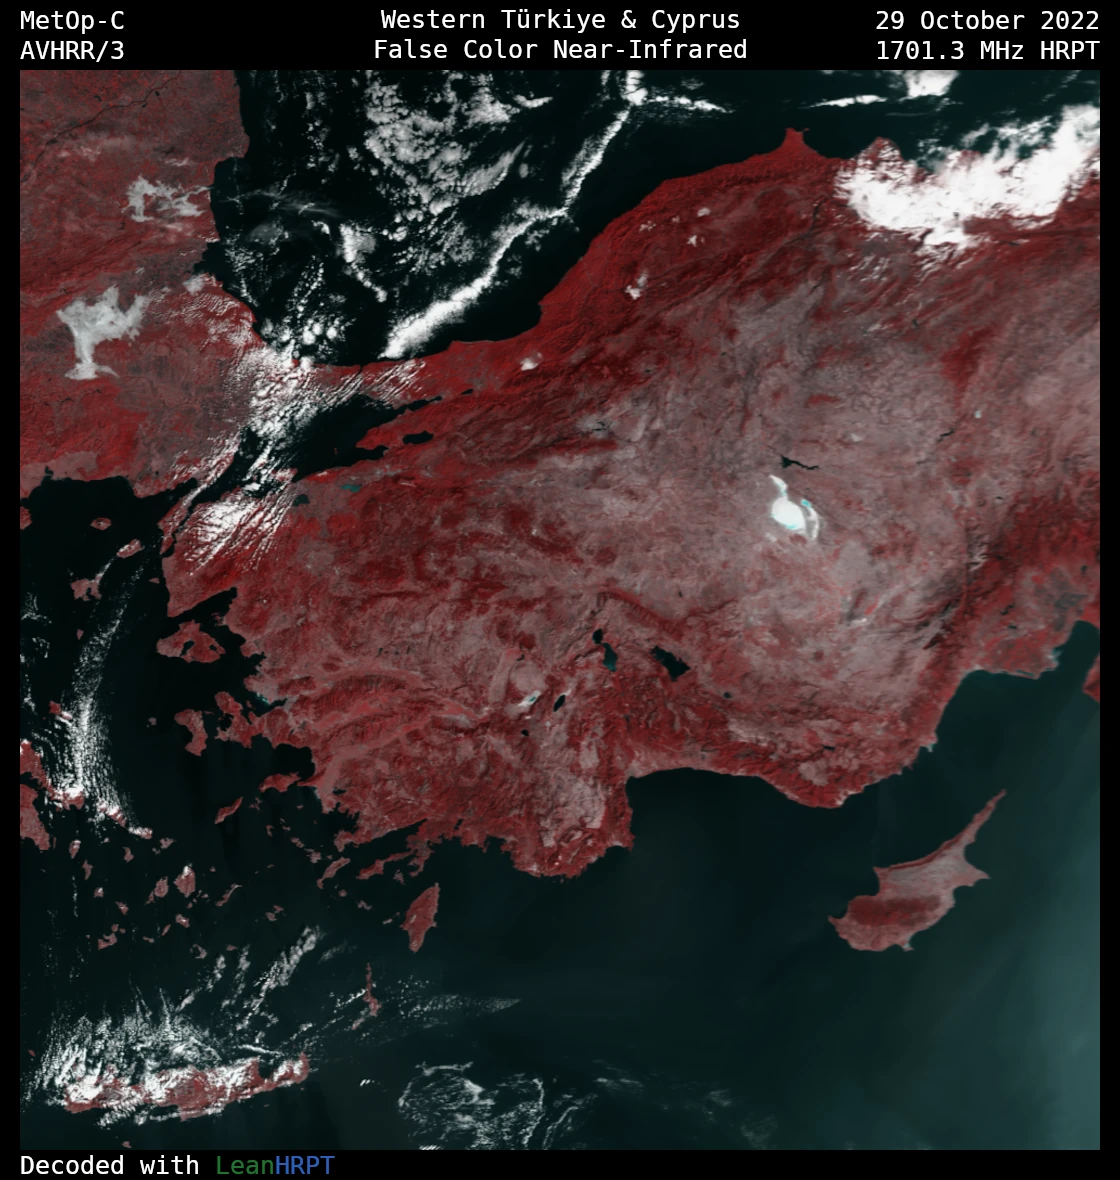 MetOp-C
AVHRR/3
Western Türkiye & Cyprus
False Color Near-Infrared
29 October 2022
1701.3 MHz HRPT
Decoded with LeanHRPT